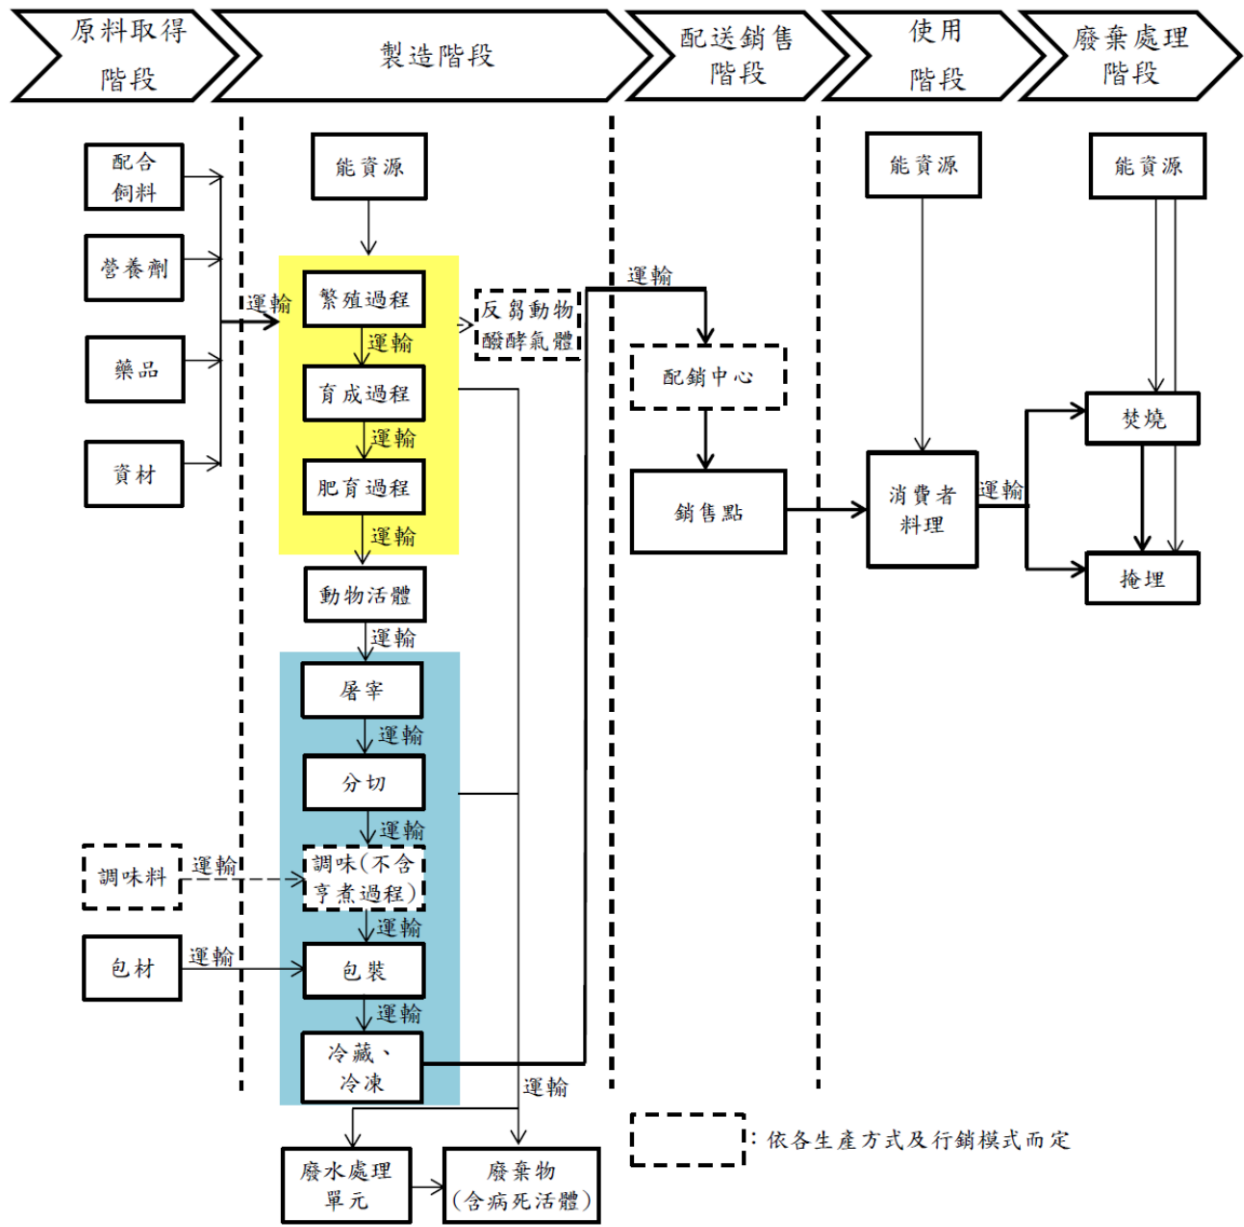 原料取得
階段
製造階段
配送銷售
階段
使用
階段
廢棄處理
階段
配合
飼料
營養劑
藥品
資材
運輸
能資源
繁殖過程
運輸
育成過程
運輸
肥育過程
運輸
反芻動物
醱酵氣體
動物活體
運輸
屠宰
運輸
分切
運輸
調味料
運輸
調味(不含
亨煮過程)
運輸
包材
運輸
包裝
運輸
冷藏、
冷凍
運輸
廢水處理
單元
廢棄物
(含病死活體)
運輸
配銷中心
銷售點
能資源
消費者
料理
運輸
能資源
焚燒
掩埋
：依各生產方式及行銷模式而定